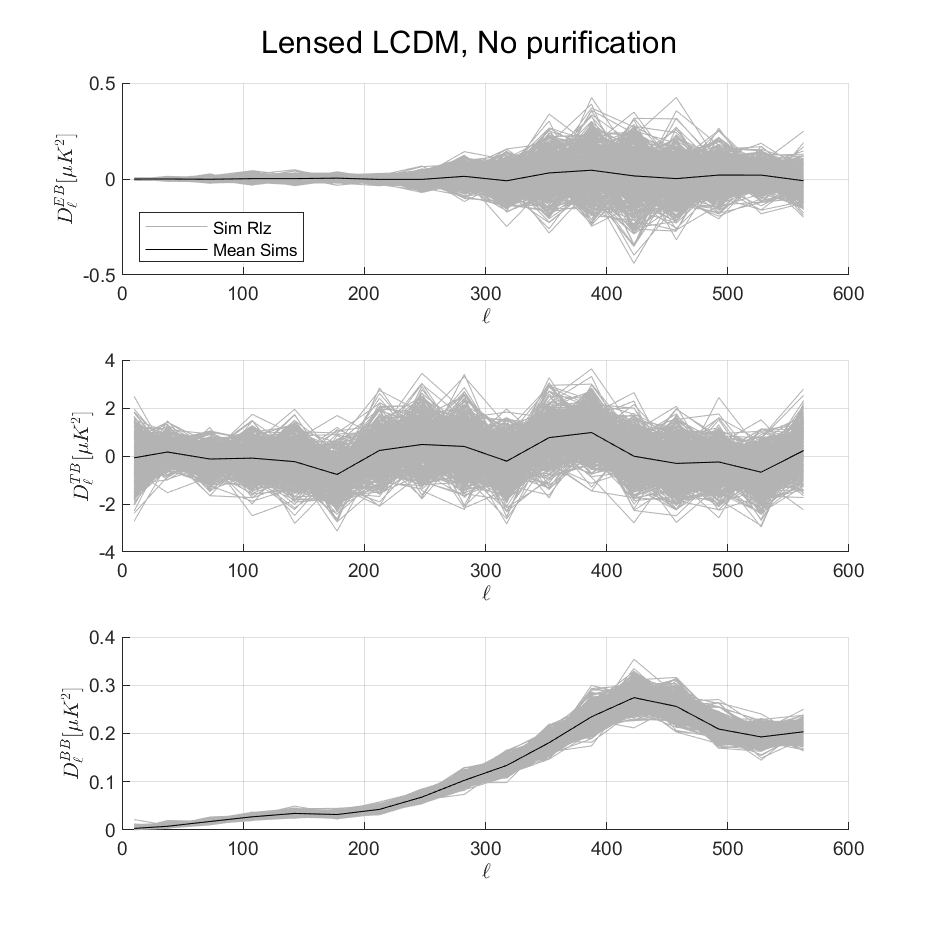 Lensed LCDM, No purification
0.5
0
-0.5
D_ℓ^{EB}[μK^2]
Sim Rlz
Mean Sims
0 100 200 300 400 500 600
ℓ
4
2
0
-2
-4
D_ℓ^{TB}[μK^2]
0 100 200 300 400 500 600
ℓ
0.4
0.3
0.2
0.1
0
D_ℓ^{BB}[μK^2]
0 100 200 300 400 500 600
ℓ